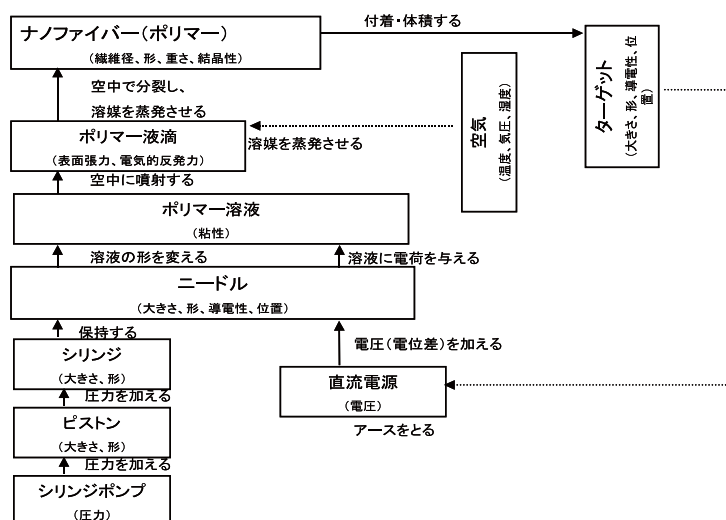 ナノファイバー(ポリマー)
(繊維径、形、重さ、結晶性)
付着・体積する
ターゲット
(大きさ、形、導電性、位
置)
空気
(温度、気圧、湿度)
空中で分裂し、
溶媒を蒸発させる
ポリマー液滴
(表面張力、電気的反発力)
溶媒を蒸発させる
空中に噴射する
ポリマー溶液
(粘性)
溶液の形を変える
溶液に電荷を与える
ニードル
(大きさ、形、導電性、位置)
保持する
シリンジ
(大きさ、形)
電圧(電位差)を加える
直流電源
(電圧)
アースをとる
圧力を加える
ピストン
(大きさ、形)
圧力を加える
シリンジポンプ
(圧力)